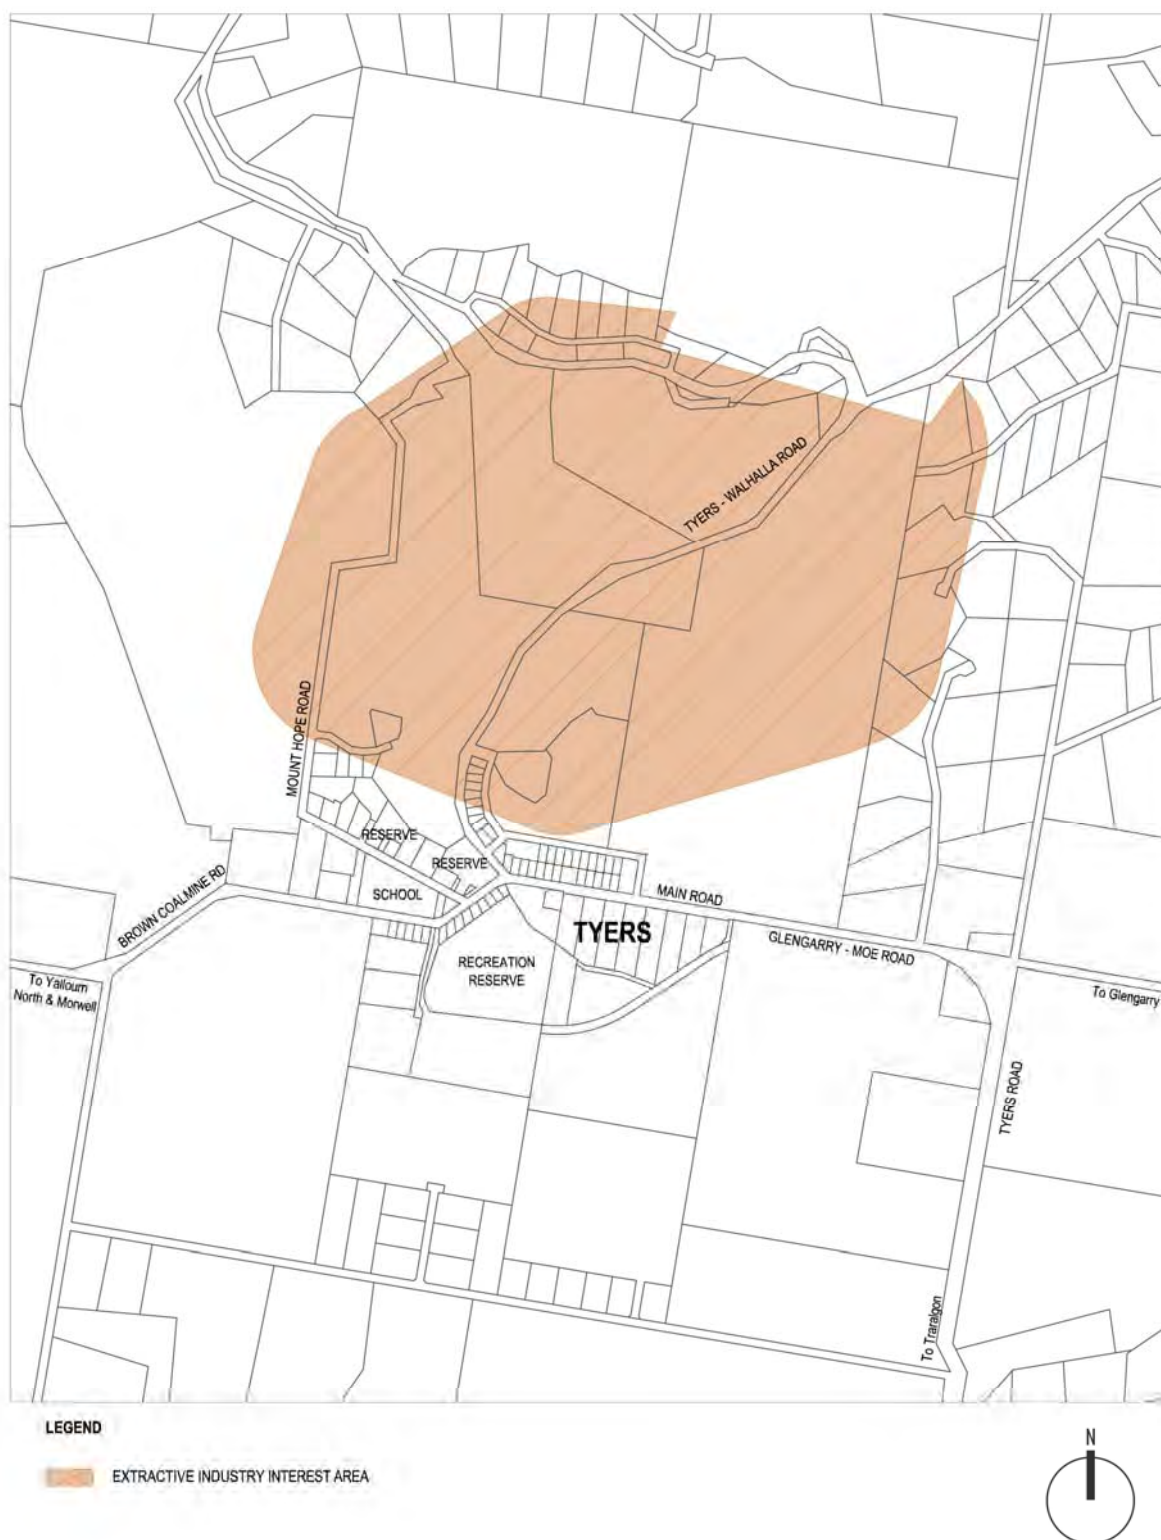 TYERS - WALHALLA ROAD
MOUNT HOPE ROAD
RESERVE
RESERVE
SCHOOL
MAIN ROAD
BROWN COALMINE RD
TYERS
GLENGARRY - MOE ROAD
RECREATION
RESERVE
To Yallourn
North & Morwell
To Glengarry
TYERS ROAD
To Traralgon
LEGEND
EXTRACTIVE INDUSTRY INTEREST AREA
N